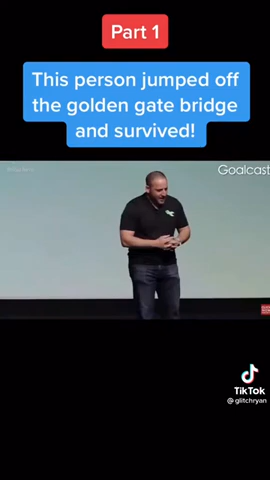 Part 1
This person jumped off
the golden gate bridge
and survived!
Goalcast
TikTok
@glitchryan